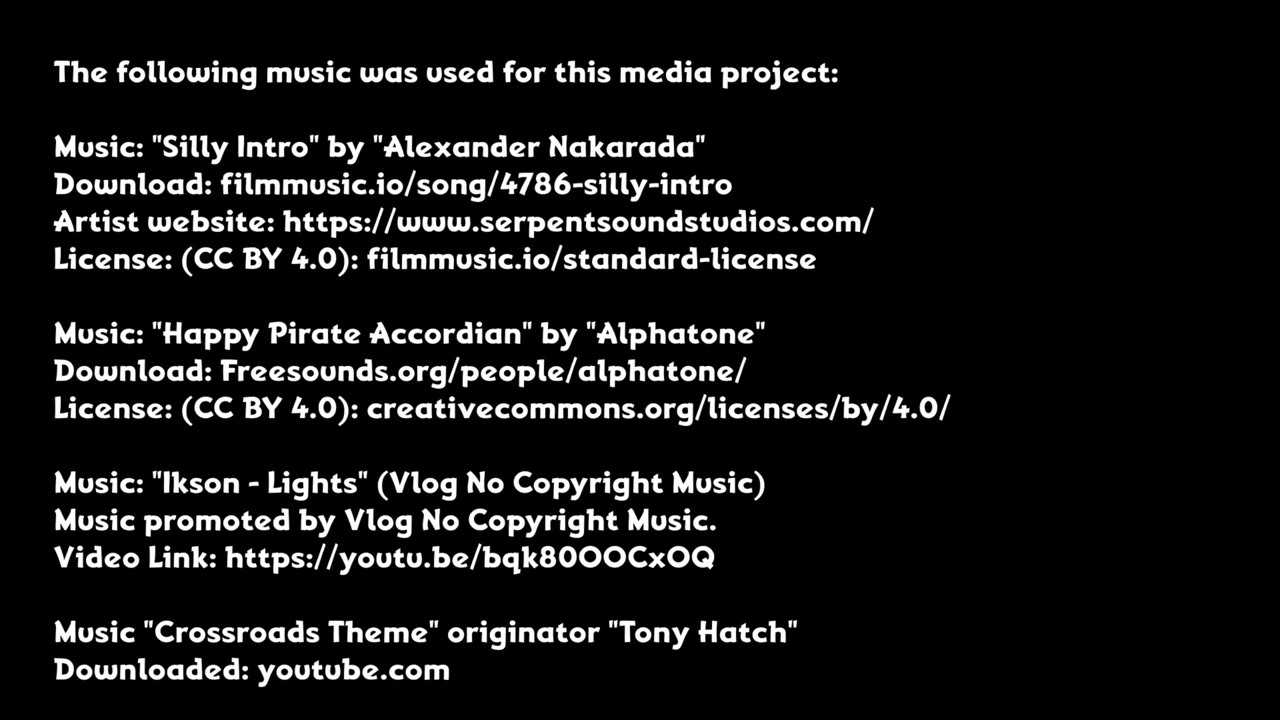 The following music was used for this media project:
Music: "Silly Intro" by "Alexander Nakarada"
Download: filmmusic.io/song/4786-silly-intro
Artist website: https://www.serpentsoundstudios.com/
License: (CC BY 4.0): filmmusic.io/standard-license
Music: "Happy Pirate Accordian" by "Alphatone"
Download: Freesounds.org/people/alphatone/
License: (CC BY 4.0): creativecommons.org/licenses/by/4.0/
Music: "Ikson - Lights" (Vlog No Copyright Music)
Music promoted by Vlog No Copyright Music.
Video Link: https://youtu.be/bqk80OOCxOQ
Music "Crossroads Theme" originator "Tony Hatch"
Downloaded: youtube.com